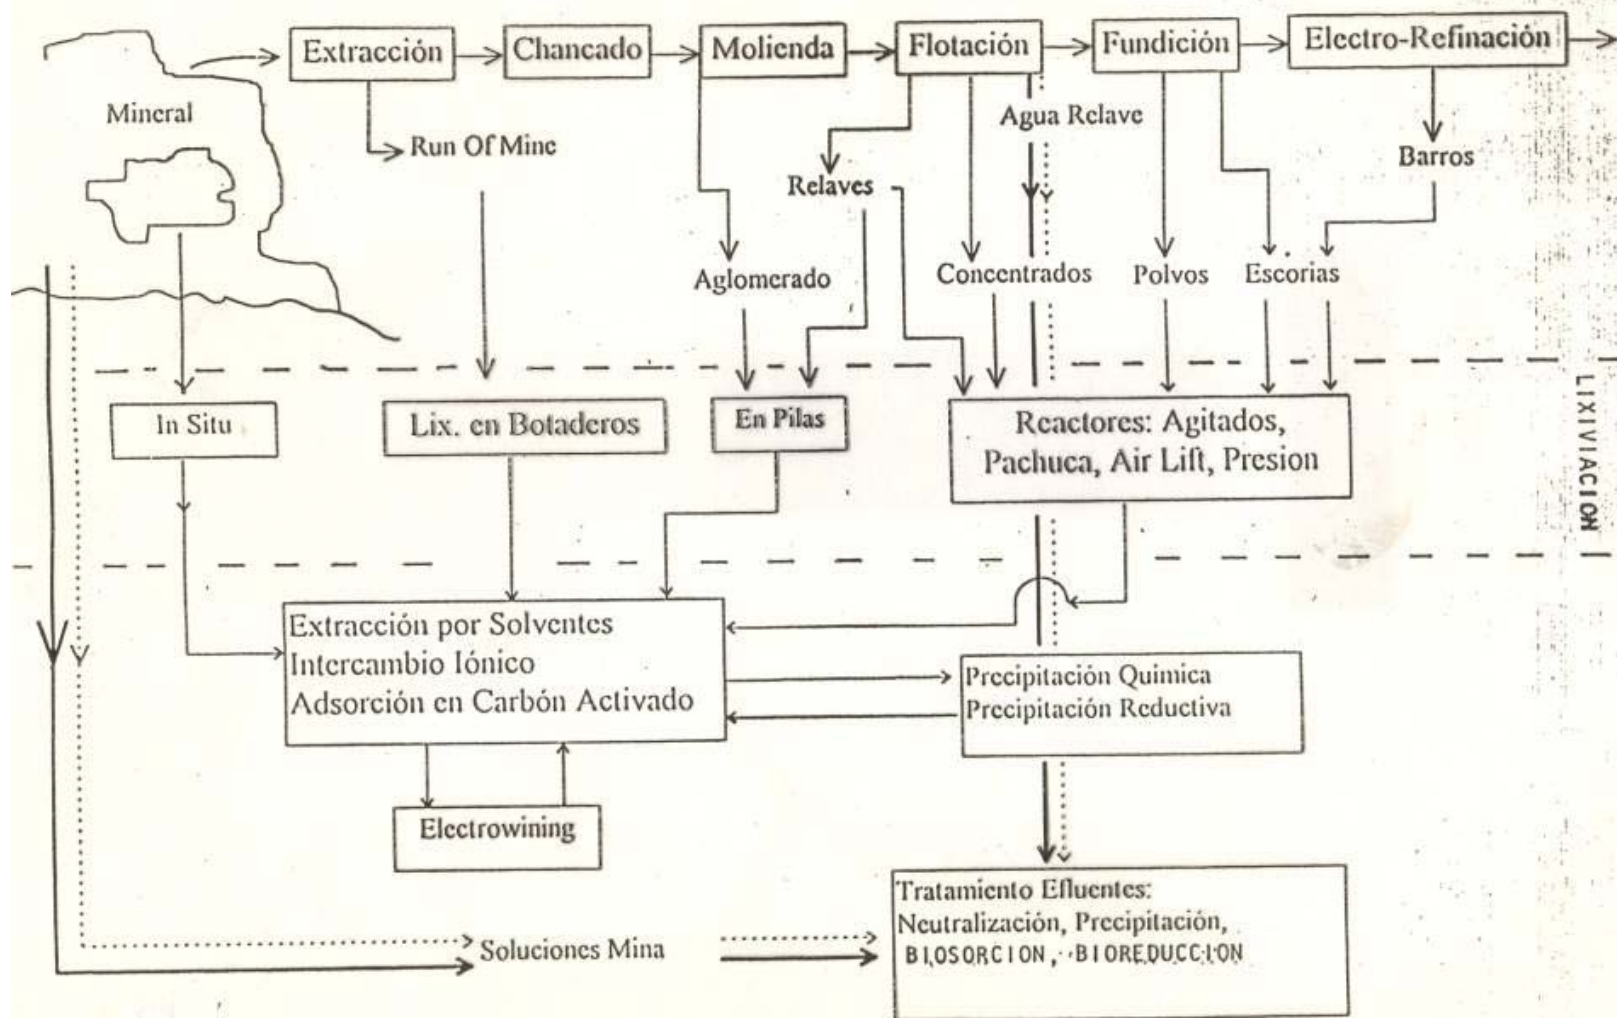 Extracción
Chancado
Molienda
Flotación
Fundición
Electro-Refinación
Mineral
Run Of Mine
Agua Relave
Barros
Relaves
Aglomerado
Concentrados
Polvos
Escorias
In Situ
Lix. en Botaderos
En Pilas
Reactores: Agitados,
Pachuca, Air Lift, Presion
LIXIVIACION
Extracción por Solventes
Intercambio Iónico
Adsorción en Carbón Activado
Precipitación Quimica
Precipitación Reductiva
Electrowining
Tratamiento Efluentes:
Neutralización, Precipitación,
BIOSORCION, BIOREDUCCION
Soluciones Mina